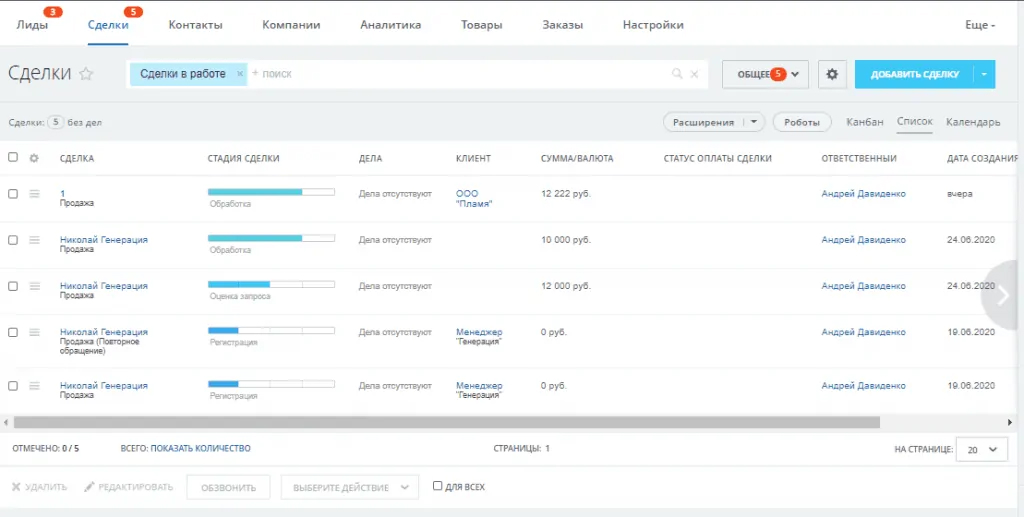 3 5
Лиды Сделки Контакты Компании Аналитика Товары Заказы Настройки Еще
Сделки Сделки в работе × + поиск ОБЩЕЕ 5 ДОБАВИТЬ СДЕЛКУ
Сделки: 5 без дел Расширения Роботы Канбан Список Календарь
СДЕЛКА СТАДИЯ СДЕЛКИ ДЕЛА КЛИЕНТ СУММА/ВАЛЮТА СТАТУС ОПЛАТЫ СДЕЛКИ ОТВЕТСТВЕННЫЙ ДАТА СОЗДАНИЯ
1 Дела отсутствуют ООО 12 222 руб. Андрей Давиденко вчера
Продажа Обработка "Пламя"
Николай Генерация Дела отсутствуют 10 000 руб. Андрей Давиденко 24.06.2020
Продажа Обработка
Николай Генерация Дела отсутствуют 12 000 руб. Андрей Давиденко 24.06.2020
Продажа Оценка запроса
Николай Генерация Дела отсутствуют Менеджер 0 руб. Андрей Давиденко 19.06.2020
Продажа (Повторное Регистрация "Генерация"
обращение)
Николай Генерация Дела отсутствуют Менеджер 0 руб. Андрей Давиденко 19.06.2020
Продажа Регистрация "Генерация"
ОТМЕЧЕНО: 0 / 5 ВСЕГО: ПОКАЗАТЬ КОЛИЧЕСТВО СТРАНИЦЫ: 1 НА СТРАНИЦЕ: 20
УДАЛИТЬ РЕДАКТИРОВАТЬ ОБЗВОНИТЬ ВЫБЕРИТЕ ДЕЙСТВИЕ ДЛЯ ВСЕХ